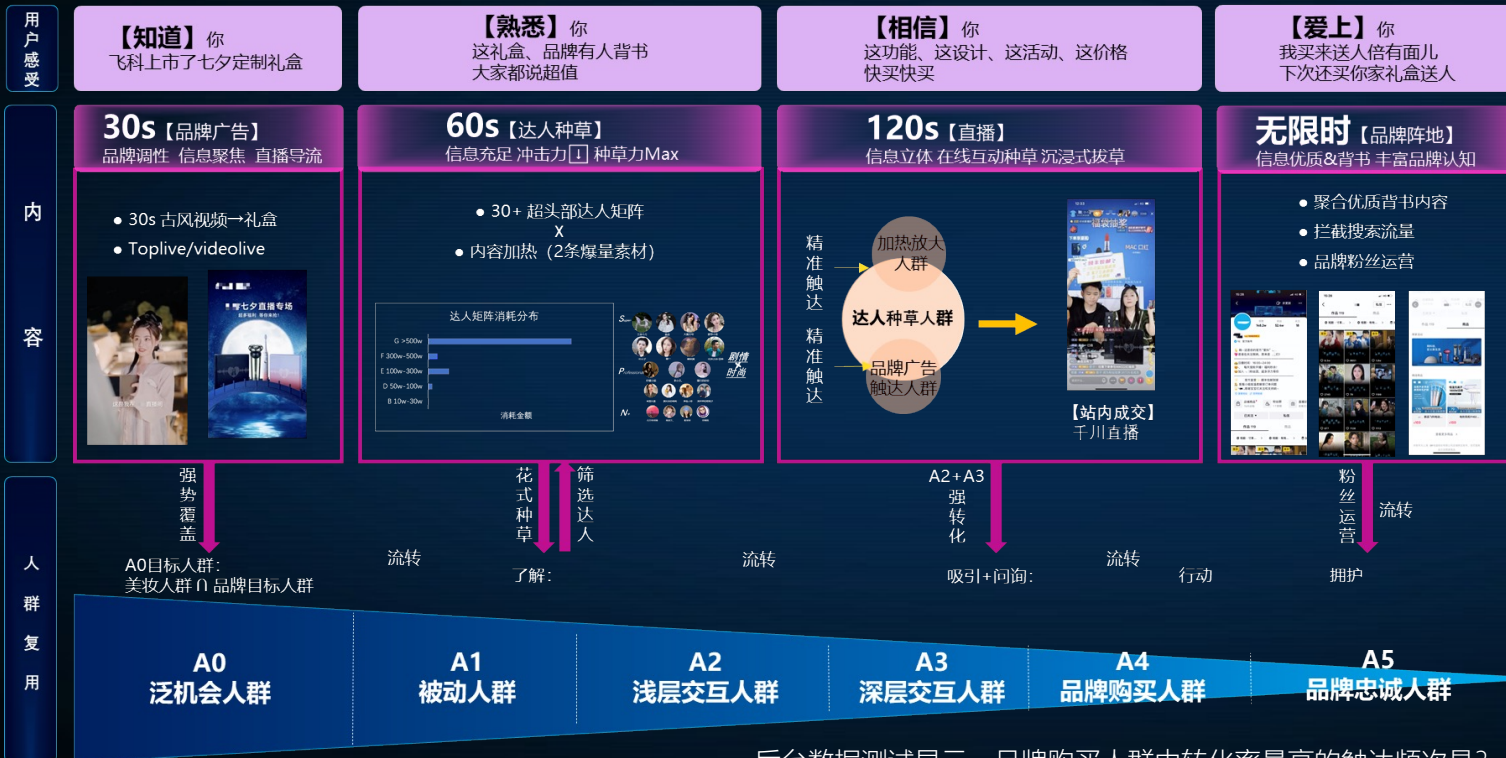 用户感受
【知道】你
飞科上市了七夕定制礼盒
【熟悉】你
这礼盒、品牌有人背书
大家都说超值
【相信】你
这功能、这设计、这活动、这价格
快买快买
【爱上】你
我买来送人倍有面儿
下次还买你家礼盒送人
内容
30s【品牌广告】
品牌调性 信息聚焦 直播导流
● 30s 古风视频→礼盒
● Toplive/videolive
七夕直播专场
60s【达人种草】
信息充足 冲击力↓ 种草力Max
● 30+ 超头部达人矩阵
X
● 内容加热（2条爆量素材）
达人矩阵消耗分布
G >500w
F 300w~500w
E 100w~300w
D 50w~100w
B 10w~30w
消耗金额
剧情
×
时尚
120s【直播】
信息立体 在线互动种草 沉浸式拔草
精准触达
精准触达
加热放大
人群
达人种草人群
品牌广告
触达人群
福袋抽奖
【站内成交】
千川直播
无限时【品牌阵地】
信息优质&背书 丰富品牌认知
● 聚合优质背书内容
● 拦截搜索流量
● 品牌粉丝运营
人群复用
强势覆盖
花式种草
筛选达人
A2+A3
强转化
粉丝运营
流转
A0目标人群：
美妆人群∩品牌目标人群
流转
了解：
流转
吸引+问询：
流转
行动
拥护
A0
泛机会人群
A1
被动人群
A2
浅层交互人群
A3
深层交互人群
A4
品牌购买人群
A5
品牌忠诚人群